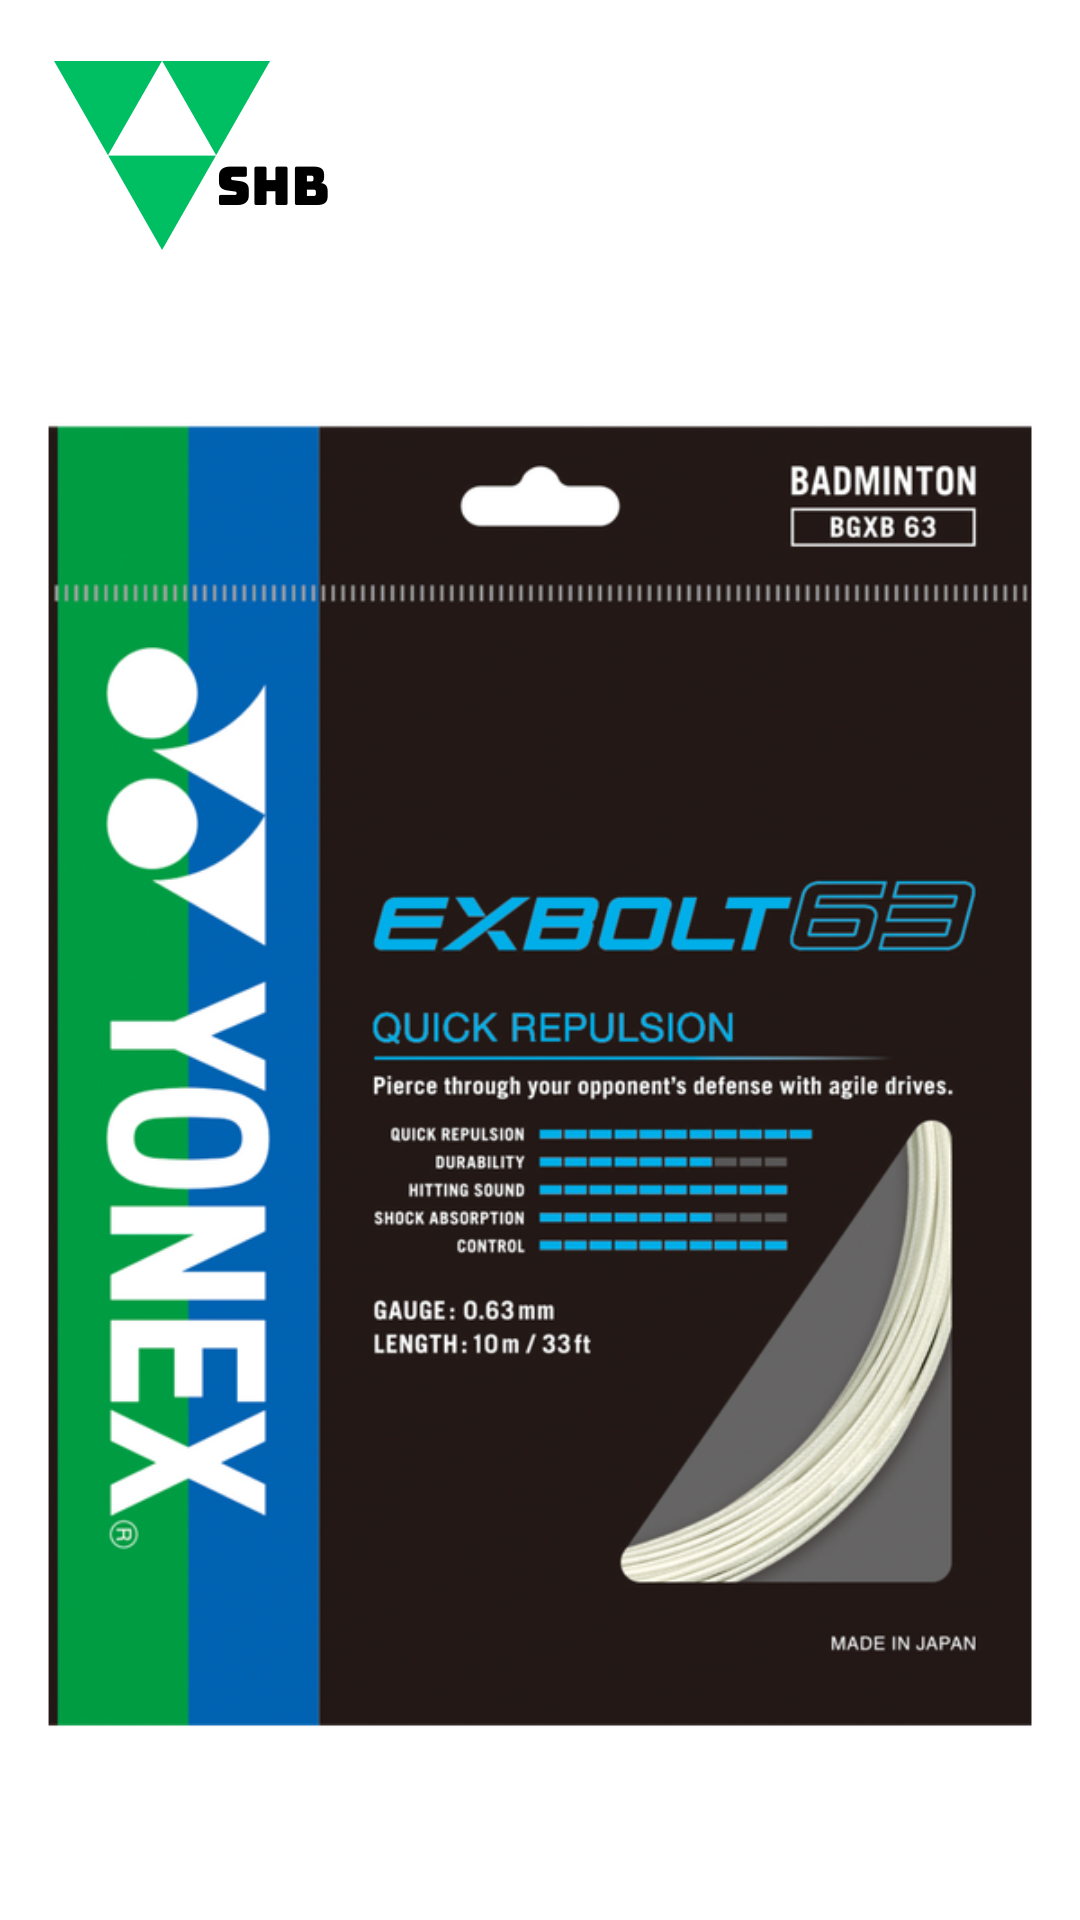 SHB
BADMINTON
BGXB 63
YONEX®
EXBOLT63
QUICK REPULSION
Pierce through your opponent's defense with agile drives.
QUICK REPULSION
DURABILITY
HITTING SOUND
SHOCK ABSORPTION
CONTROL
GAUGE: 0.63mm
LENGTH: 10m / 33ft
MADE IN JAPAN